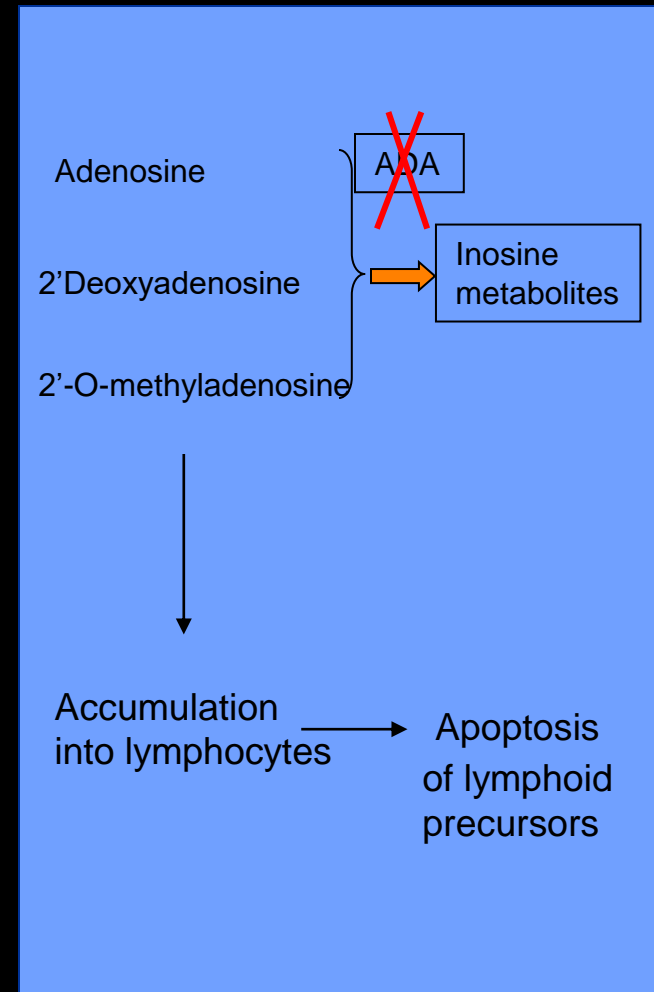 ADA
Adenosine
Inosine
metabolites
2’Deoxyadenosine
2’-O-methyladenosine
Accumulation
into lymphocytes
Apoptosis
of lymphoid
precursors